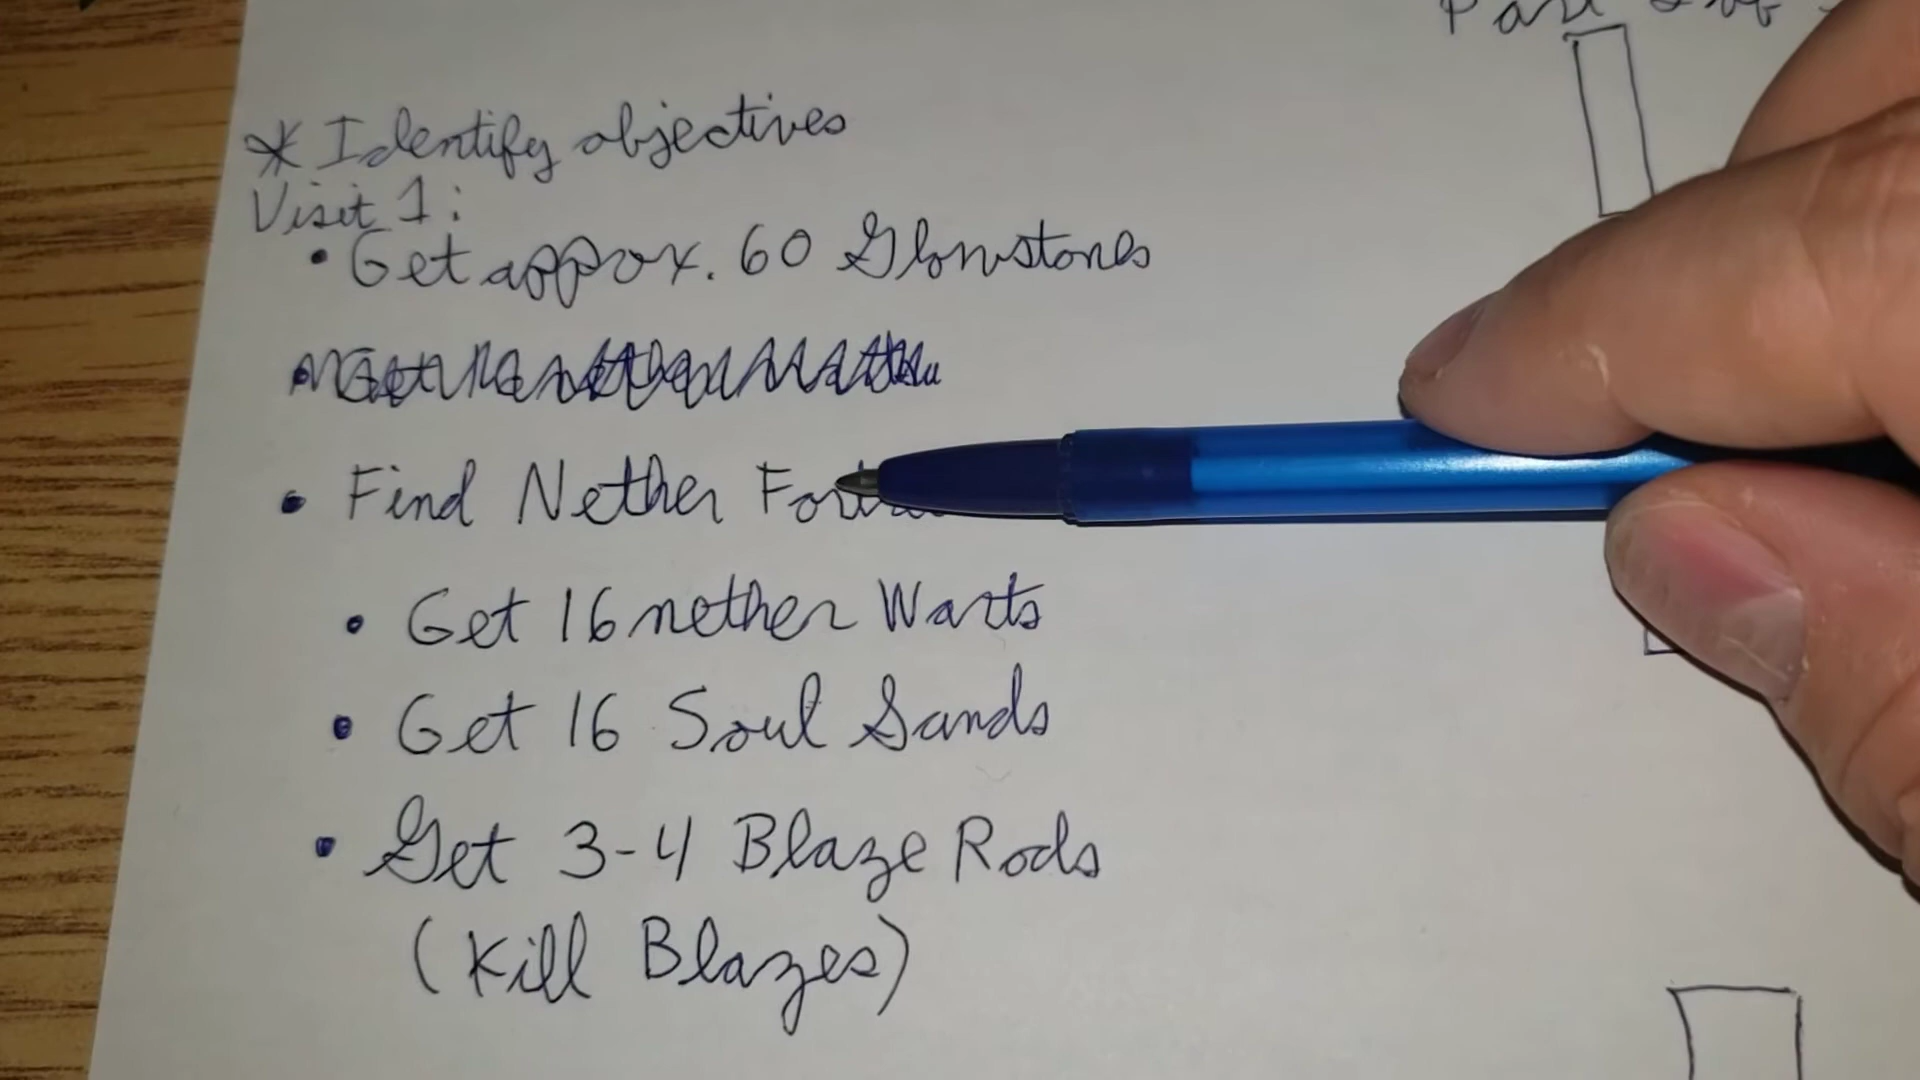 Part
* Identify objectives
Visit 1:
• Get approx. 60 Glowstones
• Find Nether
• Get 16 nether Warts
• Get 16 Soul Sands
• Get 3-4 Blaze Rods
(Kill Blazes)